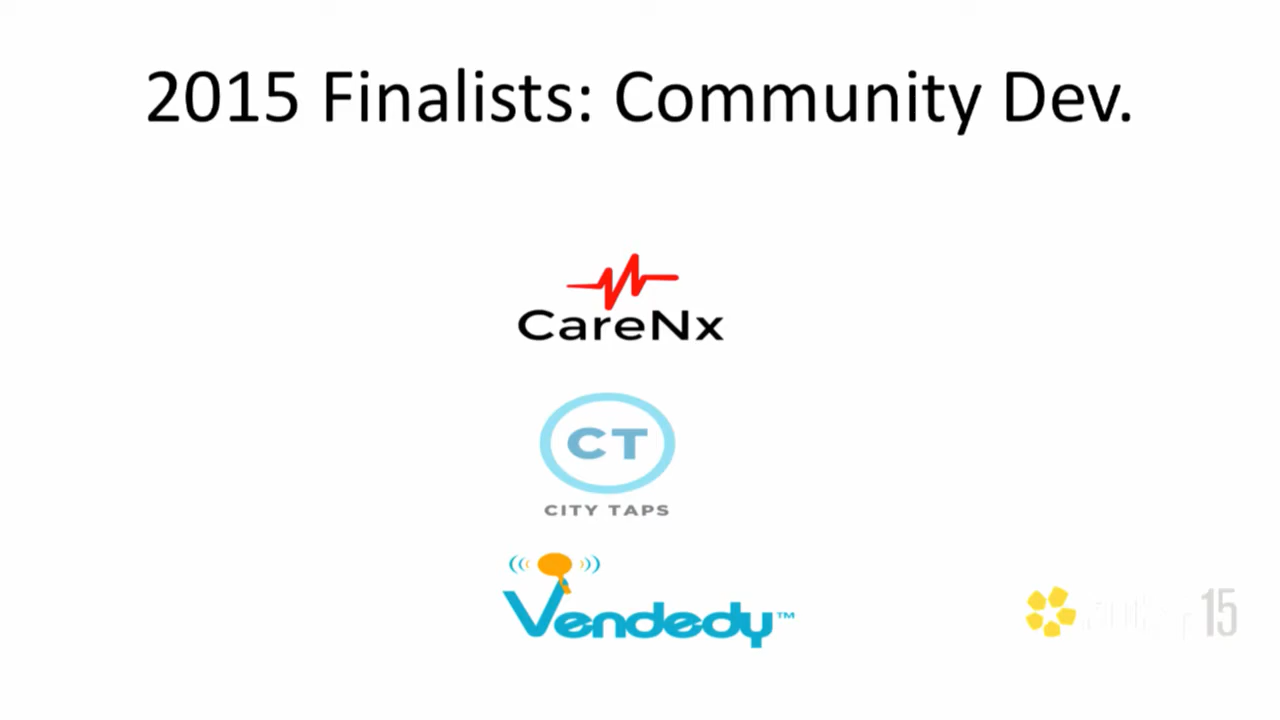 2015 Finalists: Community Dev.
CareNx
CT
CITY TAPS
Vendedy™
15